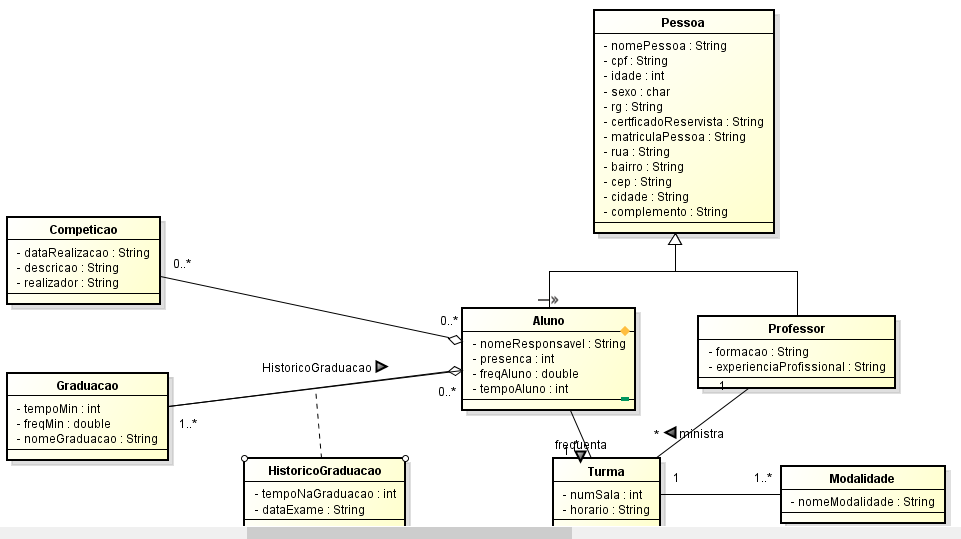 Pessoa
- nomePessoa : String
- cpf : String
- idade : int
- sexo : char
- rg : String
- certficadoReservista : String
- matriculaPessoa : String
- rua : String
- bairro : String
- cep : String
- cidade : String
- complemento : String
Competicao
- dataRealizacao : String
- descricao : String
- realizador : String
0..*
0..*
Aluno
- nomeResponsavel : String
- presenca : int
- freqAluno : double
- tempoAluno : int
Professor
- formacao : String
- experienciaProfissional : String
HistoricoGraduacao
Graduacao
- tempoMin : int
- freqMin : double
- nomeGraduacao : String
1..*
0..*
1
* ministra
frequenta
1
*
HistoricoGraduacao
- tempoNaGraduacao : int
- dataExame : String
Turma
- numSala : int
- horario : String
1
1..*
Modalidade
- nomeModalidade : String